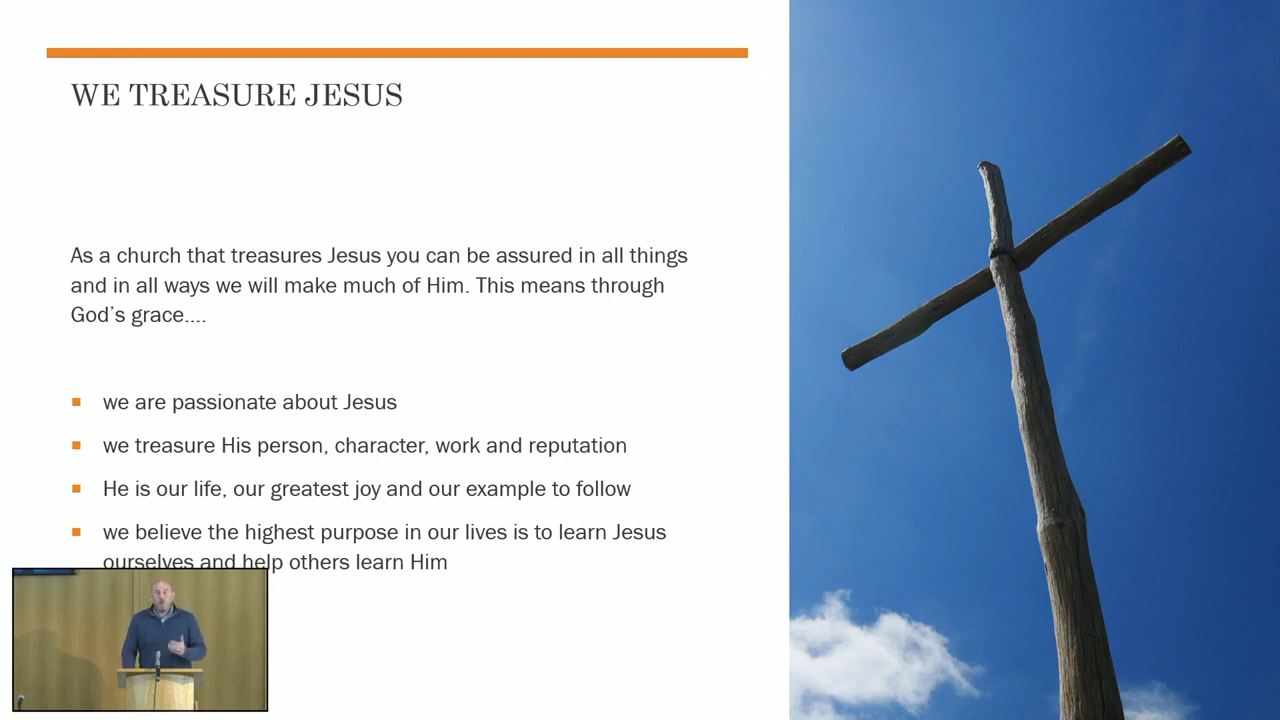 WE TREASURE JESUS
As a church that treasures Jesus you can be assured in all things
and in all ways we will make much of Him. This means through
God's grace....
we are passionate about Jesus
we treasure His person, character, work and reputation
He is our life, our greatest joy and our example to follow
we believe the highest purpose in our lives is to learn Jesus
ourselves and help others learn Him